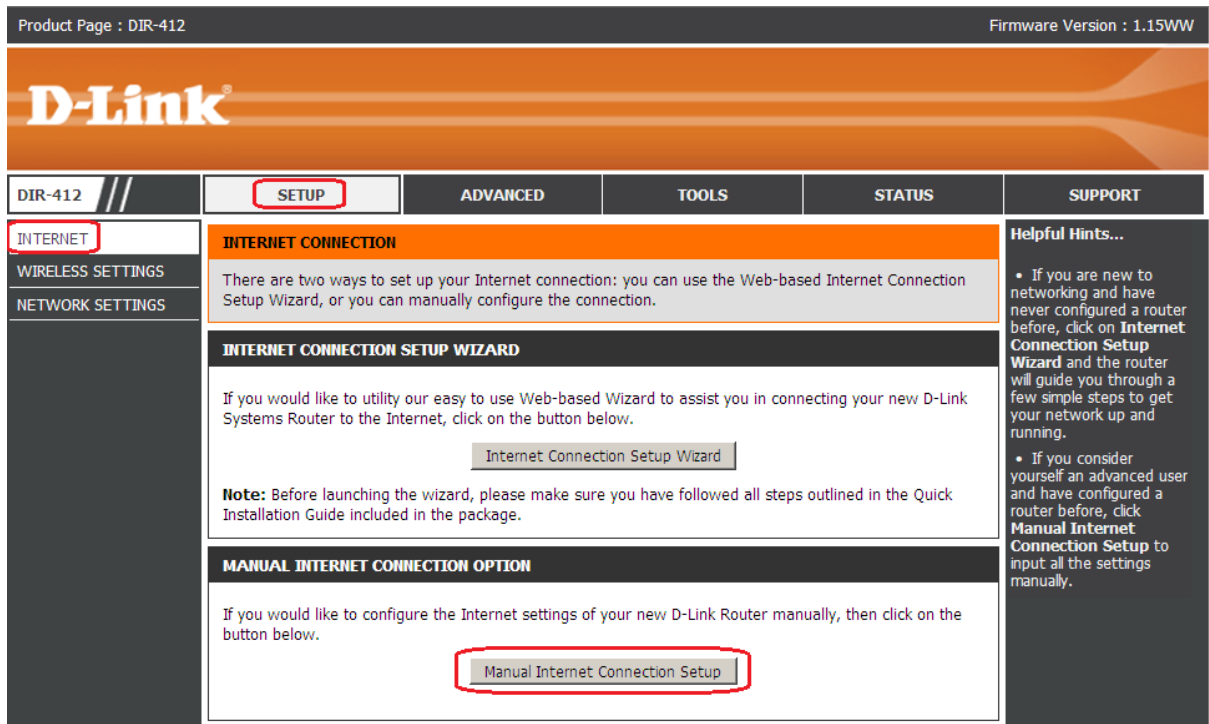 Product Page : DIR-412
Firmware Version : 1.15WW
D-Link®
DIR-412
SETUP
ADVANCED
TOOLS
STATUS
SUPPORT
INTERNET
WIRELESS SETTINGS
NETWORK SETTINGS
INTERNET CONNECTION
There are two ways to set up your Internet connection: you can use the Web-based Internet Connection
Setup Wizard, or you can manually configure the connection.
INTERNET CONNECTION SETUP WIZARD
If you would like to utility our easy to use Web-based Wizard to assist you in connecting your new D-Link
Systems Router to the Internet, click on the button below.
Internet Connection Setup Wizard
Note: Before launching the wizard, please make sure you have followed all steps outlined in the Quick
Installation Guide included in the package.
MANUAL INTERNET CONNECTION OPTION
If you would like to configure the Internet settings of your new D-Link Router manually, then click on the
button below.
Manual Internet Connection Setup
Helpful Hints...
• If you are new to
networking and have
never configured a router
before, click on Internet
Connection Setup
Wizard and the router
will guide you through a
few simple steps to get
your network up and
running.
• If you consider
yourself an advanced user
and have configured a
router before, click
Manual Internet
Connection Setup to
input all the settings
manually.